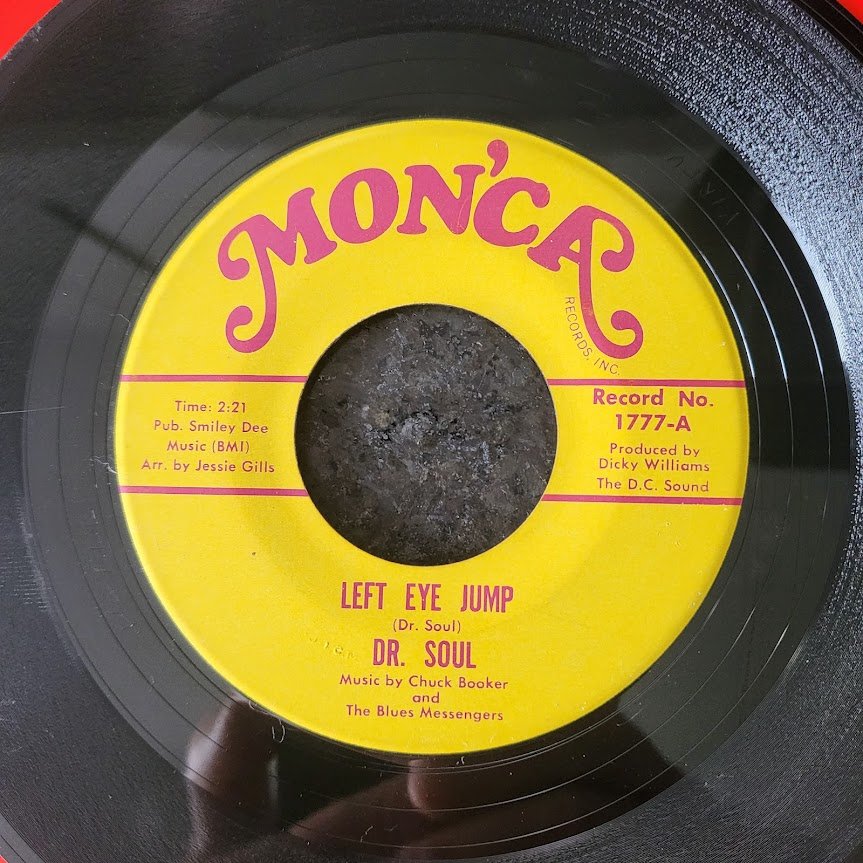 MON'CA
RECORDS, INC.
Time: 2:21
Pub. Smiley Dee
Music (BMI)
Arr. by Jessie Gills
Record No.
1777-A
Produced by
Dicky Williams
The D.C. Sound
LEFT EYE JUMP
(Dr. Soul)
DR. SOUL
Music by Chuck Booker
and
The Blues Messengers